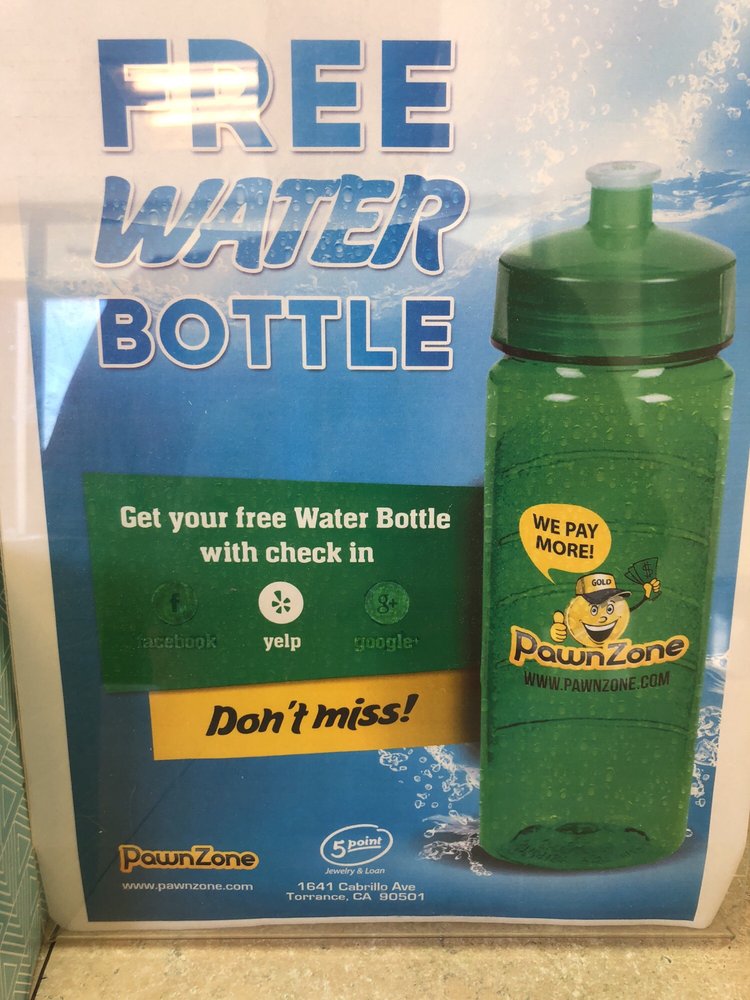 FREE
WATER
BOTTLE
Get your free Water Bottle
with check in
f
8+
facebook
yelp
google+
Don't miss!
WE PAY
MORE!
GOLD
$
PawnZone
WWW.PAWNZONE.COM
PawnZone
www.pawnzone.com
5 point
Jewelry & Loan
1641 Cabrillo Ave
Torrance, CA 90501